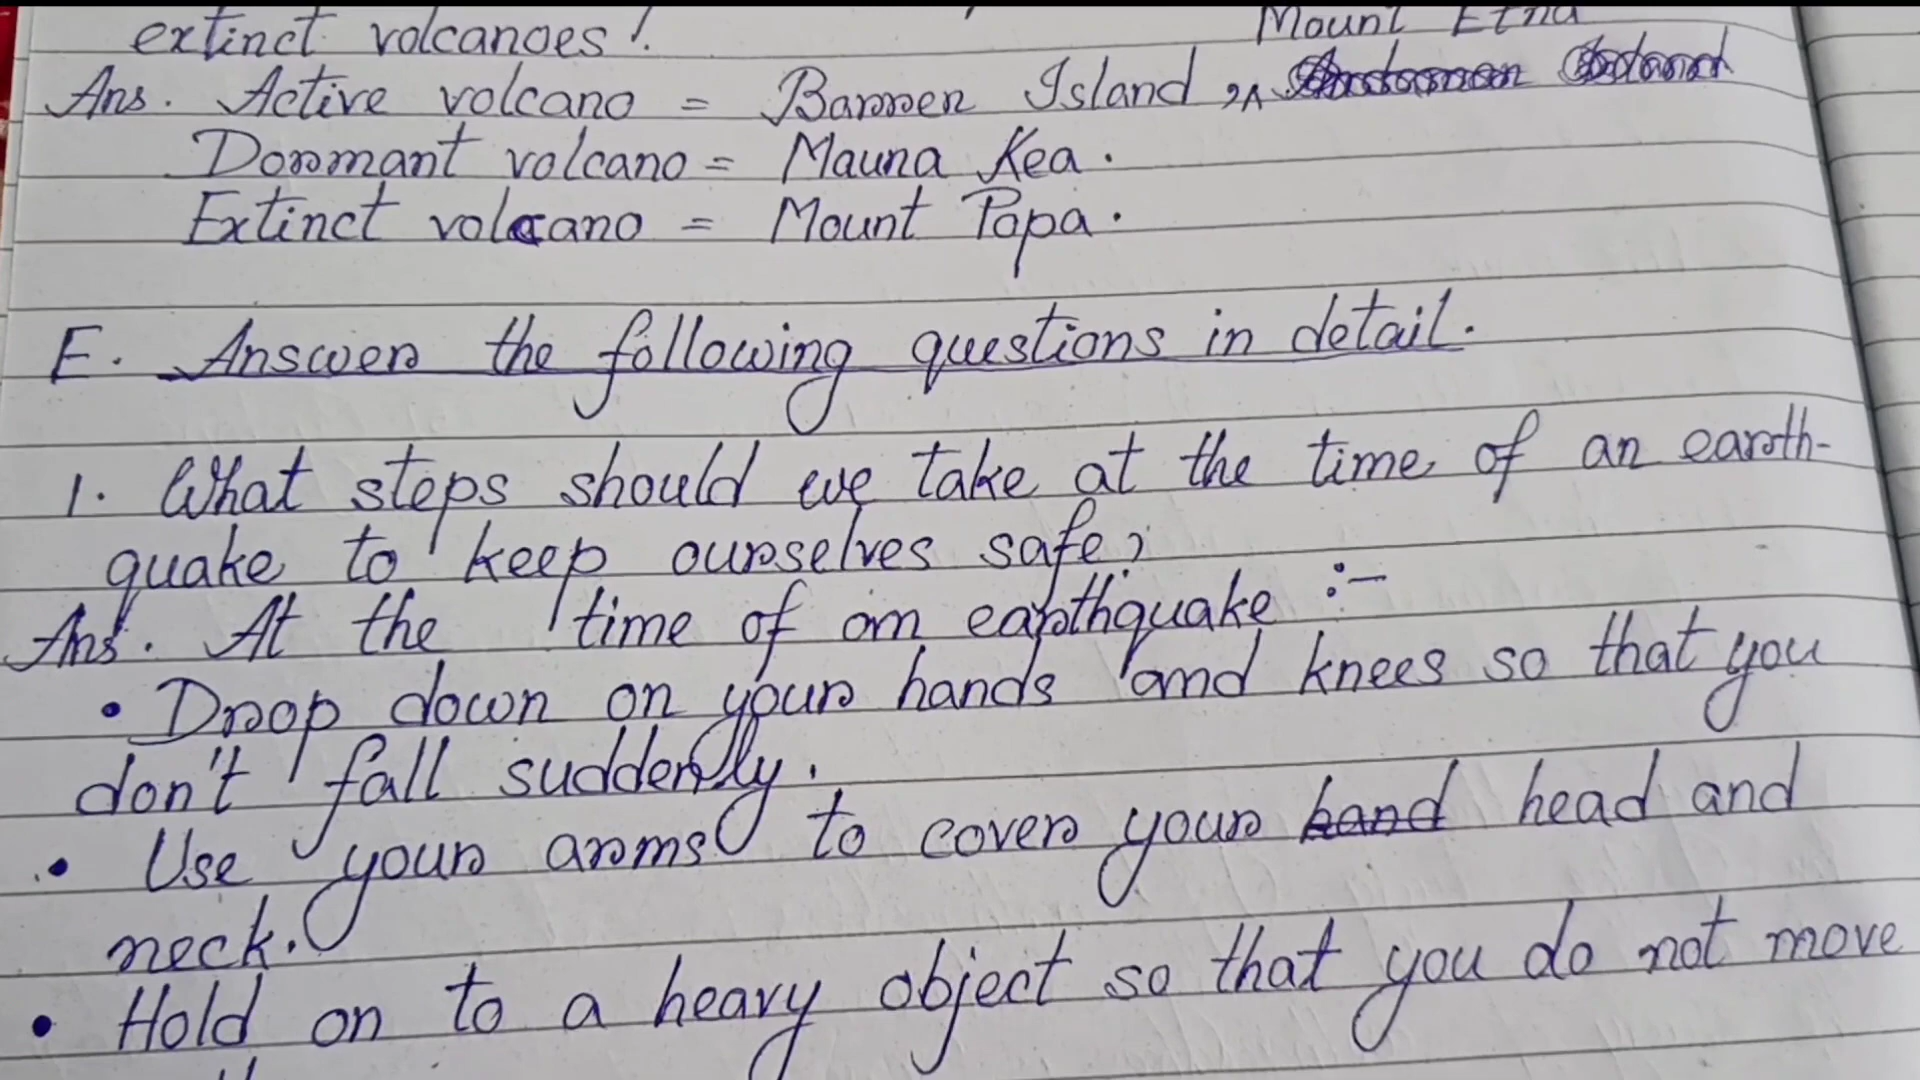 extinct volcanoes?
Mount Etna
Ans. Active volcano = Barren Island,
Dormant volcano = Mauna Kea.
Extinct volcano = Mount Popa.
E. Answer the following questions in detail.
1. What steps should we take at the time of an earth-
quake to keep ourselves safe?
Ans. At the time of an earthquake :-
• Drop down on your hands and knees so that you
don't fall suddenly.
• Use your arms to cover your hand head and
neck.
• Hold on to a heavy object so that you do not move